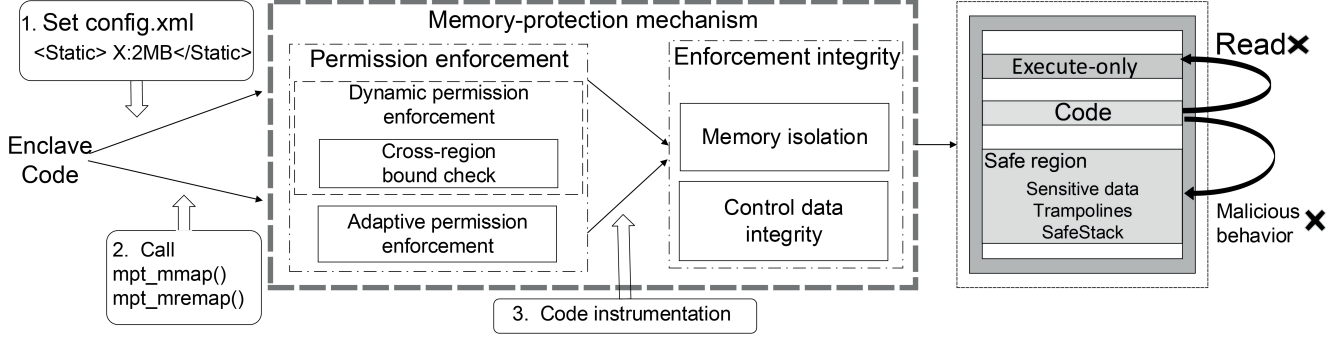 1. Set config.xml
<Static> X:2MB</Static>
Enclave
Code
2. Call
mpt_mmap()
mpt_mremap()
Memory-protection mechanism
Permission enforcement
Dynamic permission
enforcement
Cross-region
bound check
Adaptive permission
enforcement
Enforcement integrity
Memory isolation
Control data
integrity
3. Code instrumentation
Execute-only
Code
Safe region
Sensitive data
Trampolines
SafeStack
Read
Malicious
behavior